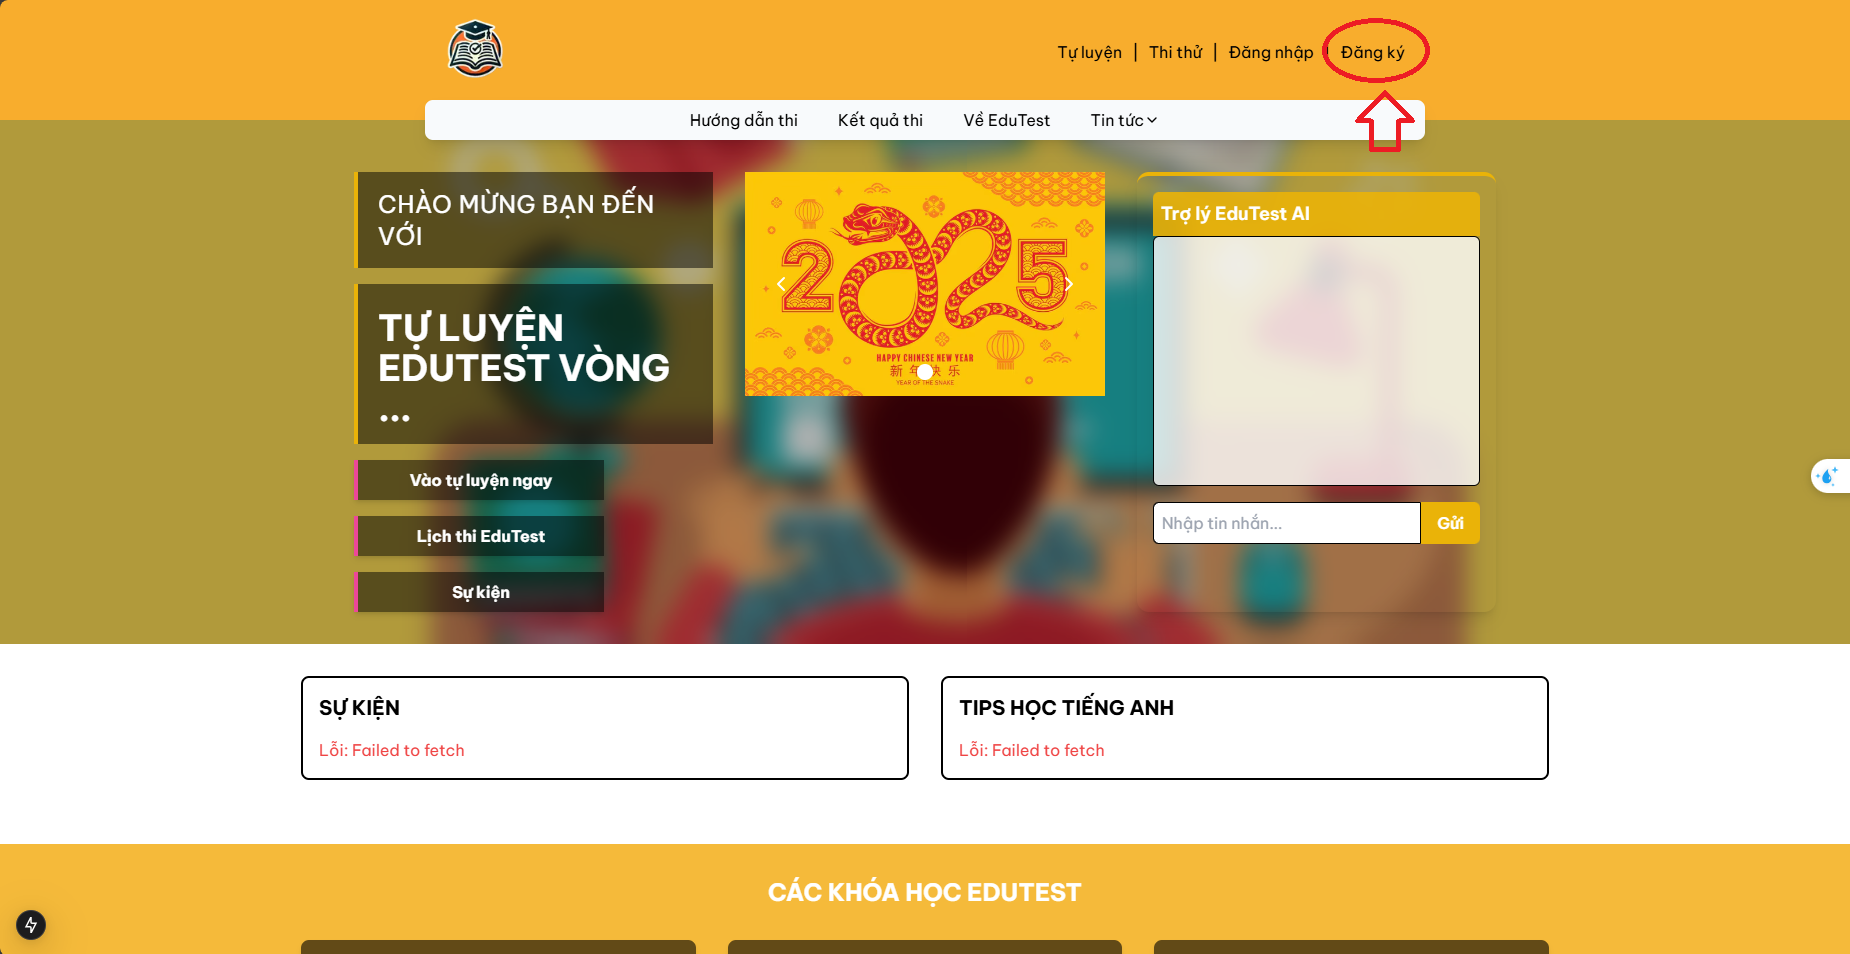 Tự luyện | Thi thử | Đăng nhập Đăng ký
Hướng dẫn thi Kết quả thi Về EduTest Tin tức
CHÀO MỪNG BẠN ĐẾN
VỚI
TỰ LUYỆN
EDUTEST VÒNG
...
Vào tự luyện ngay
Lịch thi EduTest
Sự kiện
2025
HAPPY CHINESE NEW YEAR
新年快乐
YEAR OF THE SNAKE
Trợ lý EduTest AI
Nhập tin nhắn...
Gửi
SỰ KIỆN
Lỗi: Failed to fetch
TIPS HỌC TIẾNG ANH
Lỗi: Failed to fetch
CÁC KHÓA HỌC EDUTEST